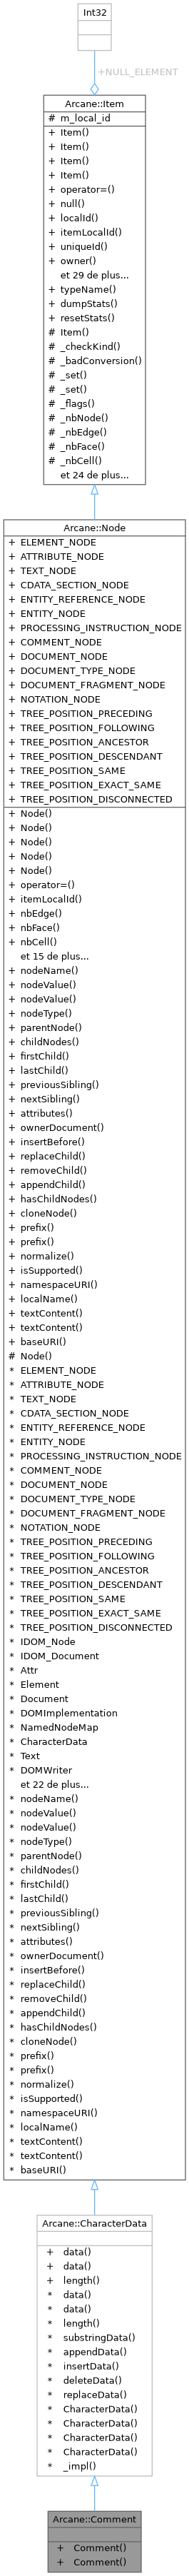 Int32
+NULL_ELEMENT
Arcane::Item
# m_local_id
+ Item()
+ Item()
+ Item()
+ Item()
+ operator=()
+ null()
+ localId()
+ itemLocalId()
+ uniqueId()
+ owner()
et 29 de plus...
+ typeName()
+ dumpStats()
+ resetStats()
# Item()
# _checkKind()
# _badConversion()
# _set()
# _set()
# _flags()
# _nbNode()
# _nbEdge()
# _nbFace()
# _nbCell()
et 24 de plus...
Arcane::Node
+ ELEMENT_NODE
+ ATTRIBUTE_NODE
+ TEXT_NODE
+ CDATA_SECTION_NODE
+ ENTITY_REFERENCE_NODE
+ ENTITY_NODE
+ PROCESSING_INSTRUCTION_NODE
+ COMMENT_NODE
+ DOCUMENT_NODE
+ DOCUMENT_TYPE_NODE
+ DOCUMENT_FRAGMENT_NODE
+ NOTATION_NODE
+ TREE_POSITION_PRECEDING
+ TREE_POSITION_FOLLOWING
+ TREE_POSITION_ANCESTOR
+ TREE_POSITION_DESCENDANT
+ TREE_POSITION_SAME
+ TREE_POSITION_EXACT_SAME
+ TREE_POSITION_DISCONNECTED
+ Node()
+ Node()
+ Node()
+ Node()
+ Node()
+ operator=()
+ itemLocalId()
+ nbEdge()
+ nbFace()
+ nbCell()
et 15 de plus...
+ nodeName()
+ nodeValue()
+ nodeValue()
+ nodeType()
+ parentNode()
+ childNodes()
+ firstChild()
+ lastChild()
+ previousSibling()
+ nextSibling()
+ attributes()
+ ownerDocument()
+ insertBefore()
+ replaceChild()
+ removeChild()
+ appendChild()
+ hasChildNodes()
+ cloneNode()
+ prefix()
+ prefix()
+ normalize()
+ isSupported()
+ namespaceURI()
+ localName()
+ textContent()
+ textContent()
+ baseURI()
# Node()
* ELEMENT_NODE
* ATTRIBUTE_NODE
* TEXT_NODE
* CDATA_SECTION_NODE
* ENTITY_REFERENCE_NODE
* ENTITY_NODE
* PROCESSING_INSTRUCTION_NODE
* COMMENT_NODE
* DOCUMENT_NODE
* DOCUMENT_TYPE_NODE
* DOCUMENT_FRAGMENT_NODE
* NOTATION_NODE
* TREE_POSITION_PRECEDING
* TREE_POSITION_FOLLOWING
* TREE_POSITION_ANCESTOR
* TREE_POSITION_DESCENDANT
* TREE_POSITION_SAME
* TREE_POSITION_EXACT_SAME
* TREE_POSITION_DISCONNECTED
* IDOM_Node
* IDOM_Document
* Attr
* Element
* Document
* DOMImplementation
* NamedNodeMap
* CharacterData
* Text
* DOMWriter
et 22 de plus...
* nodeName()
* nodeValue()
* nodeValue()
* nodeType()
* parentNode()
* childNodes()
* firstChild()
* lastChild()
* previousSibling()
* nextSibling()
* attributes()
* ownerDocument()
* insertBefore()
* replaceChild()
* removeChild()
* appendChild()
* hasChildNodes()
* cloneNode()
* prefix()
* prefix()
* normalize()
* isSupported()
* namespaceURI()
* localName()
* textContent()
* textContent()
* baseURI()
Arcane::CharacterData
+ data()
+ data()
+ length()
* data()
* data()
* length()
* substringData()
* appendData()
* insertData()
* deleteData()
* replaceData()
* CharacterData()
* CharacterData()
* CharacterData()
* CharacterData()
* _impl()
Arcane::Comment
+ Comment()
+ Comment()